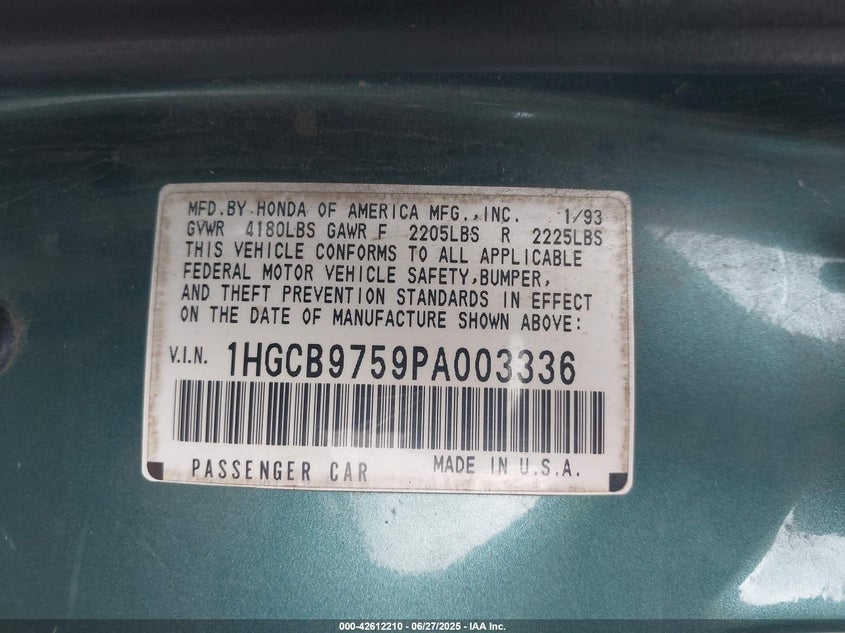 MFD.BY HONDA OF AMERICA MFG.,INC. 1/93
GVWR 4180LBS GAWR F 2205LBS R 2225LBS
THIS VEHICLE CONFORMS TO ALL APPLICABLE
FEDERAL MOTOR VEHICLE SAFETY,BUMPER,
AND THEFT PREVENTION STANDARDS IN EFFECT
ON THE DATE OF MANUFACTURE SHOWN ABOVE:
V.I.N. 1HGCB9759PA003336
PASSENGER CAR MADE IN U.S.A.
000-42612210 - 06/27/2025 - IAA Inc.